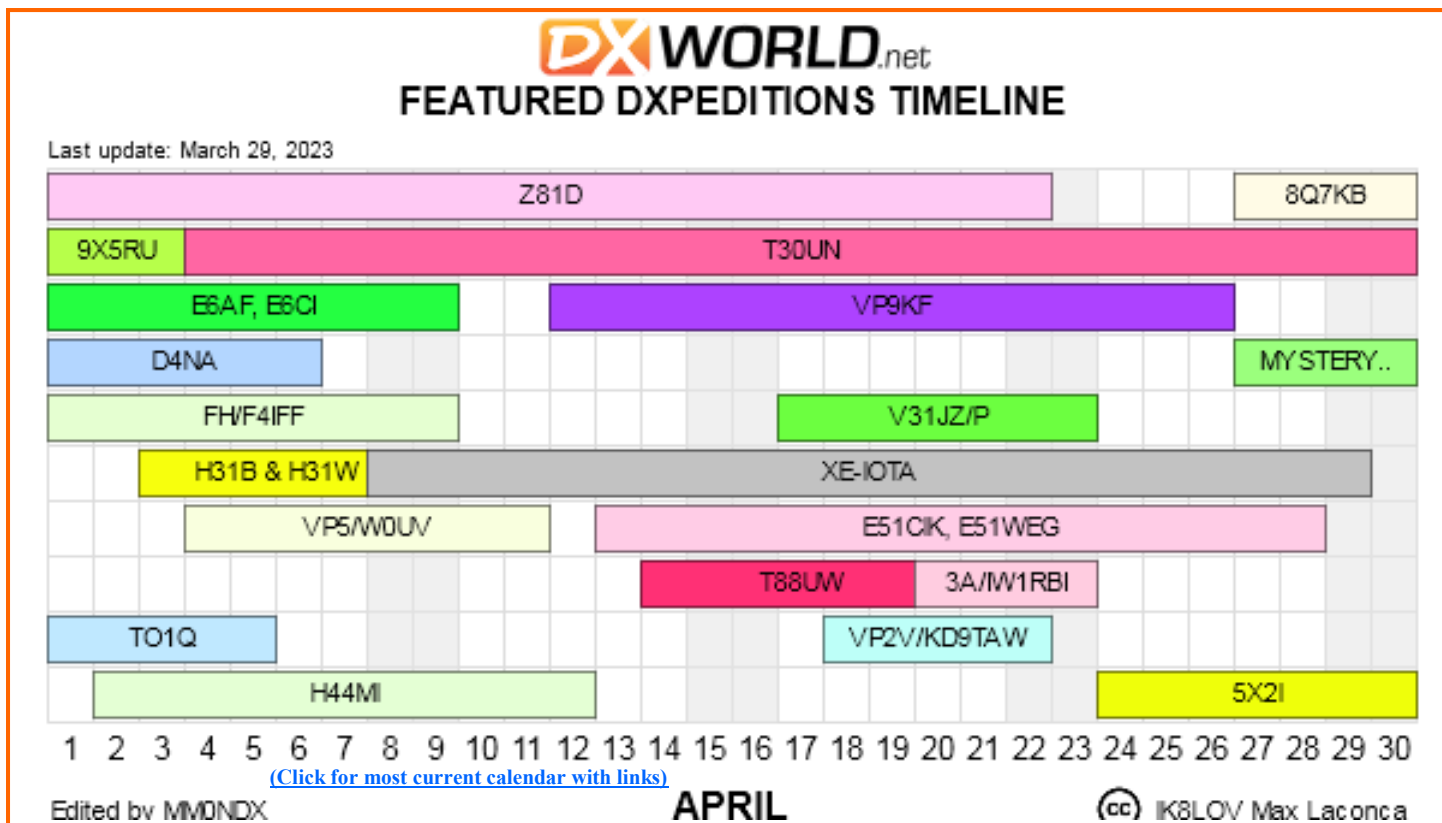 DX WORLD.net
FEATURED DXPEDITIONS TIMELINE
Last update: March 29, 2023
Z81D 8Q7KB
9X5RU T30UN
E6AF, E6CI VP9KF
D4NA MYSTERY..
FH/F4IFF V31JZ/P
H31B & H31W XE-IOTA
VP5/W0UV E51CIK, E51WEG
T88UW 3A/IW1RBI
TO1Q VP2V/KD9TAW
H44MI 5X2I
1 2 3 4 5 6 7 8 9 10 11 12 13 14 15 16 17 18 19 20 21 22 23 24 25 26 27 28 29 30
(Click for most current calendar with links)
Edited by MM0NDX APRIL (cc) IK8LOV Max Laconca